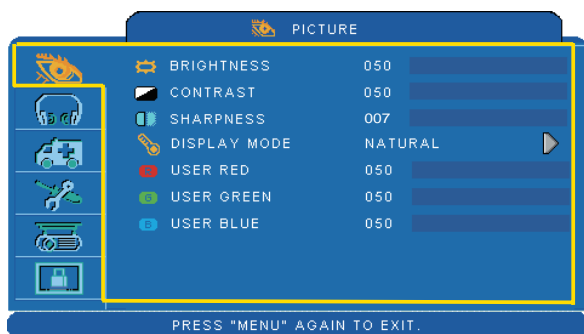 PICTURE
BRIGHTNESS 050
CONTRAST 050
SHARPNESS 007
DISPLAY MODE NATURAL
R USER RED 050
G USER GREEN 050
B USER BLUE 050
PRESS "MENU" AGAIN TO EXIT.